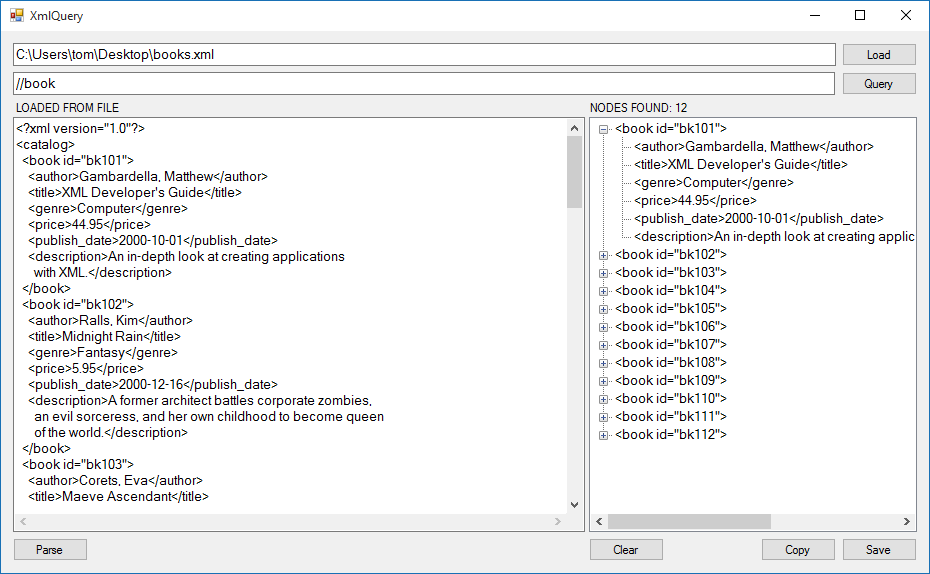 XmlQuery
C:\Users\tom\Desktop\books.xml
Load
//book
Query
LOADED FROM FILE
<?xml version="1.0"?>
<catalog>
<book id="bk101">
<author>Gambardella, Matthew</author>
<title>XML Developer's Guide</title>
<genre>Computer</genre>
<price>44.95</price>
<publish_date>2000-10-01</publish_date>
<description>An in-depth look at creating applications
with XML.</description>
</book>
<book id="bk102">
<author>Ralls, Kim</author>
<title>Midnight Rain</title>
<genre>Fantasy</genre>
<price>5.95</price>
<publish_date>2000-12-16</publish_date>
<description>A former architect battles corporate zombies,
an evil sorceress, and her own childhood to become queen
of the world.</description>
</book>
<book id="bk103">
<author>Corets, Eva</author>
<title>Maeve Ascendant</title>
NODES FOUND: 12
<book id="bk101">
<author>Gambardella, Matthew</author>
<title>XML Developer's Guide</title>
<genre>Computer</genre>
<price>44.95</price>
<publish_date>2000-10-01</publish_date>
<description>An in-depth look at creating applic
<book id="bk102">
<book id="bk103">
<book id="bk104">
<book id="bk105">
<book id="bk106">
<book id="bk107">
<book id="bk108">
<book id="bk109">
<book id="bk110">
<book id="bk111">
<book id="bk112">
Parse
Clear
Copy
Save